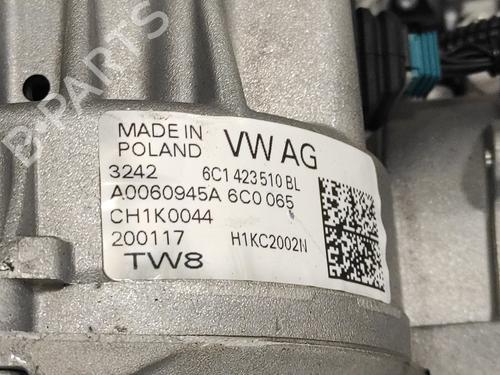 B-PARTS
MADE IN
POLAND
VW AG
3242 6C1 423 510 BL
A0060945A 6C0 065
CH1K0044
200117 H1KC2002N
TW8